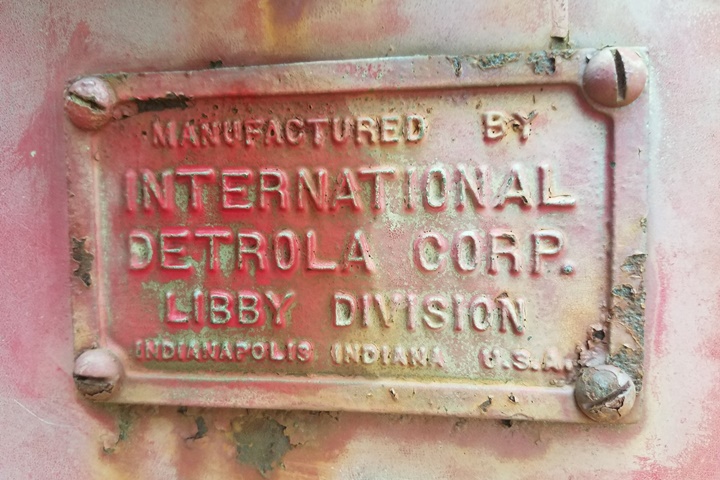 MANUFACTURED BY
INTERNATIONAL
DETROLA CORP.
LIBBY DIVISION
INDIANAPOLIS INDIANA U.S.A.